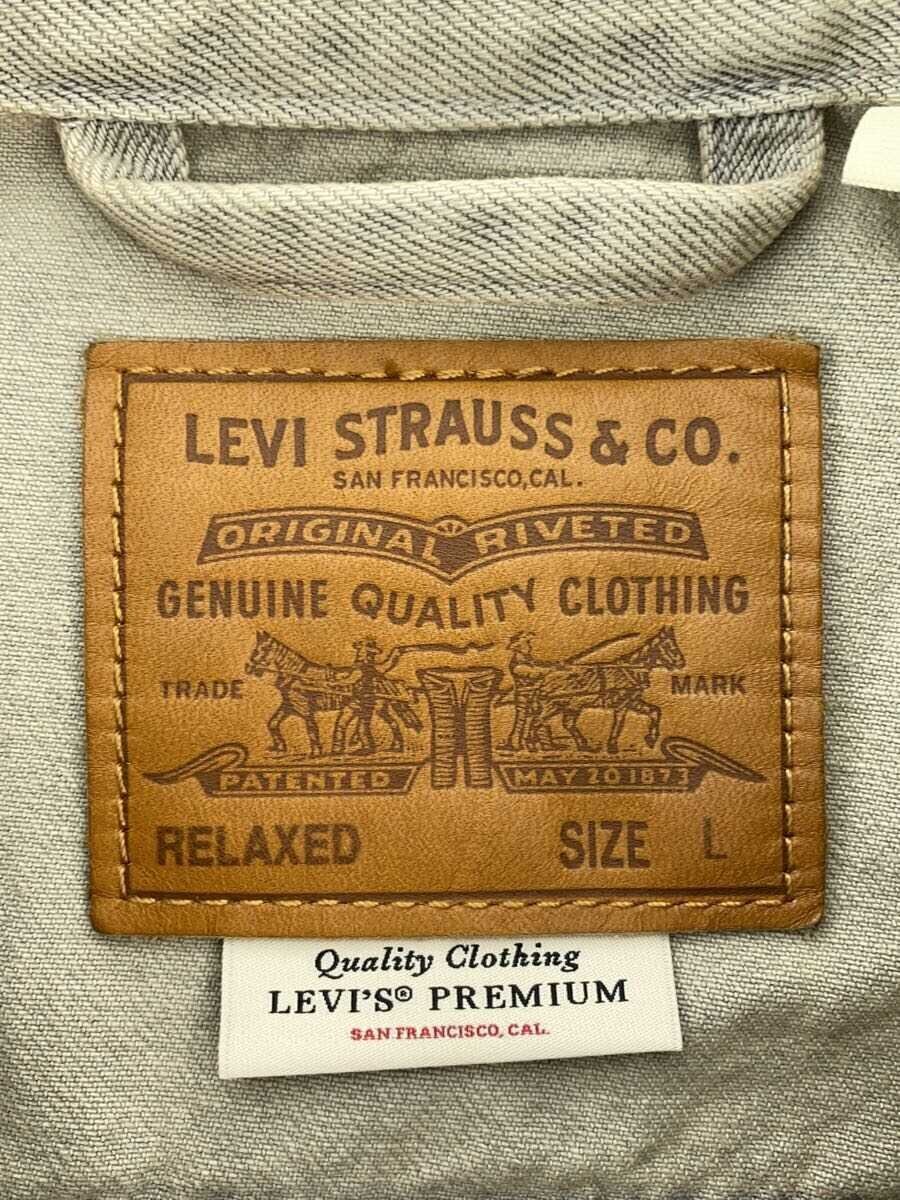 LEVI STRAUSS & CO.
SAN FRANCISCO, CAL.
ORIGINAL RIVETED
GENUINE QUALITY CLOTHING
TRADE MARK
PATENTED MAY 20 1873
RELAXED SIZE L
Quality Clothing
LEVI'S® PREMIUM
SAN FRANCISCO, CAL.